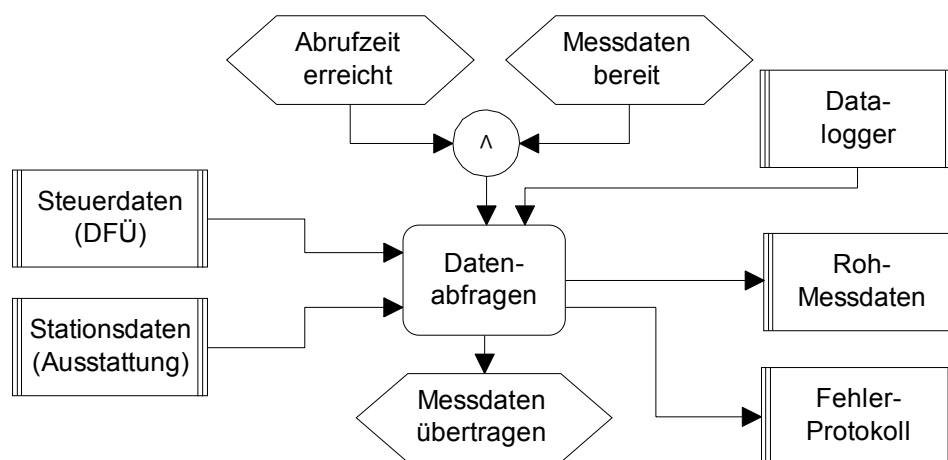 Abrufzeit
erreicht
Messdaten
bereit
Data-
logger
∧
Steuerdaten
(DFÜ)
Daten-
abfragen
Roh-
Messdaten
Stationsdaten
(Ausstattung)
Messdaten
übertragen
Fehler-
Protokoll